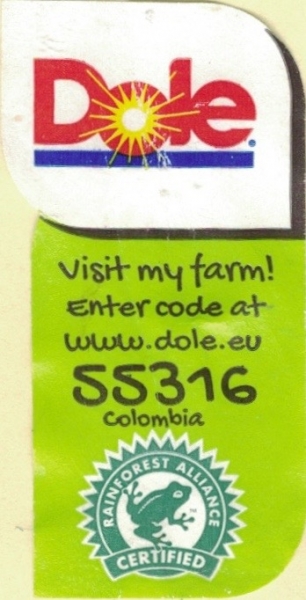 Dole®
Visit my farm!
Enter code at
www.dole.eu
55316
Colombia
RAINFOREST ALLIANCE
CERTIFIED